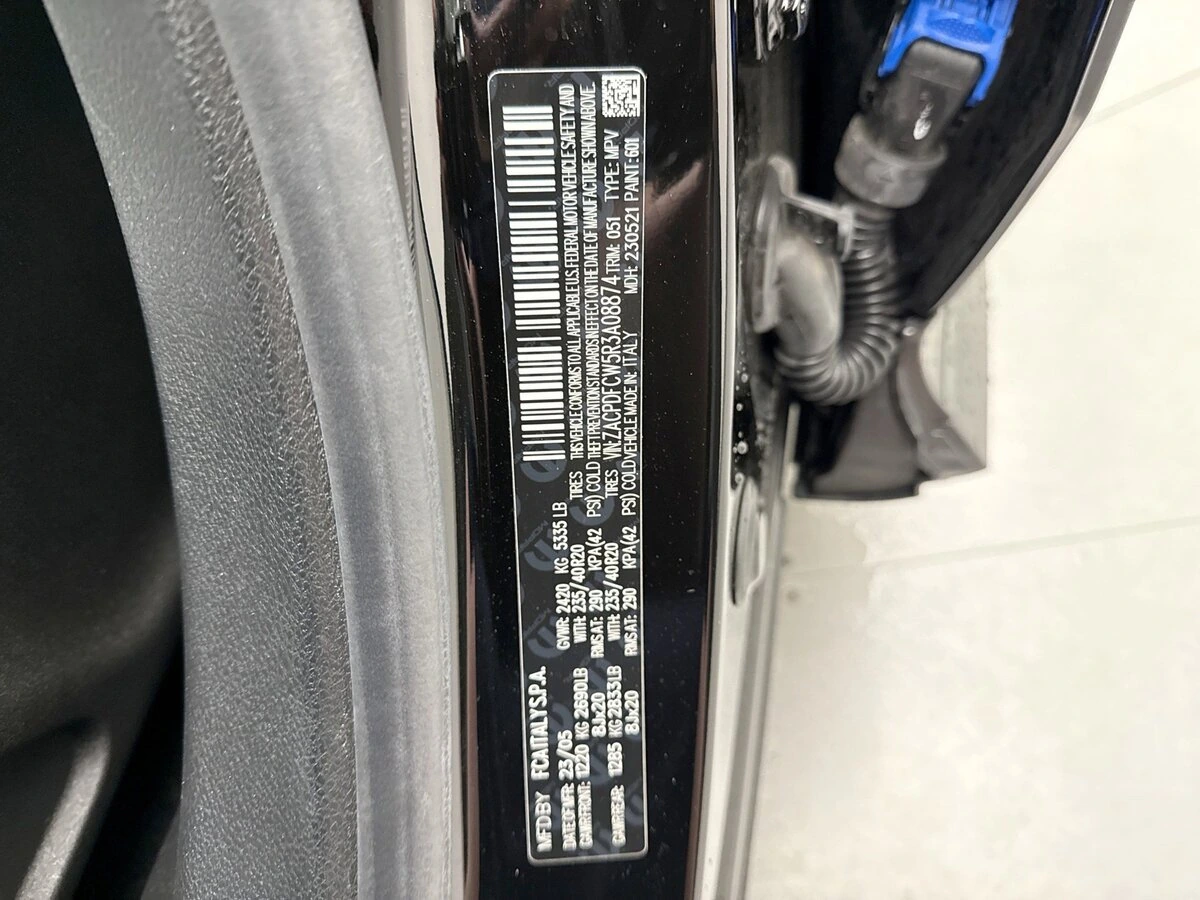 MFD BY FCA ITALY S.P.A.
DATE OF MFR: 23/05 GVWR: 2420 KG 5335 LB
GAWR FRONT: 1220 KG 2690LB WITH: 235/40R20 TIRES THIS VEHICLE CONFORMS TO ALL APPLICABLE U.S. FEDERAL MOTOR VEHICLE SAFETY AND
8Jx20 RIMS AT: 290 KPA(42 PSI) COLD THEFT PREVENTION STANDARDS IN EFFECT ON THE DATE OF MANUFACTURE SHOWN ABOVE.
GAWR REAR: 1285 KG 2833LB WITH: 235/40R20 TIRES VIN:ZACPDFCW5R3A08874 TRIM: 051 TYPE: MPV
8Jx20 RIMS AT: 290 KPA(42 PSI) COLD VEHICLE MADE IN: ITALY MDH: 230521 PAINT: 601